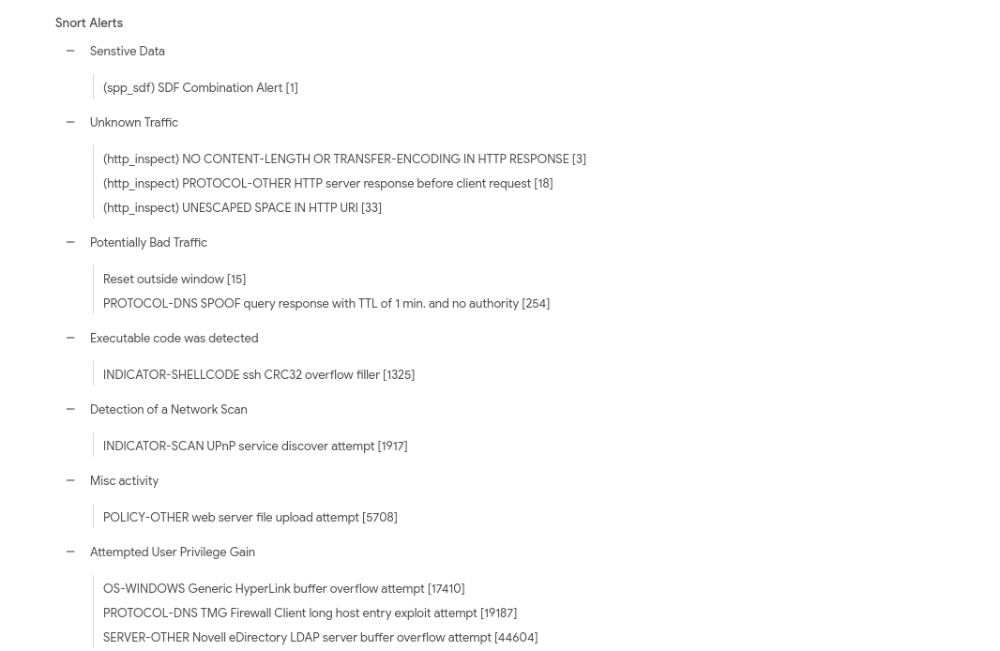 Snort Alerts
Senstive Data
(spp_sdf) SDF Combination Alert [1]
Unknown Traffic
(http_inspect) NO CONTENT-LENGTH OR TRANSFER-ENCODING IN HTTP RESPONSE [3]
(http_inspect) PROTOCOL-OTHER HTTP server response before client request [18]
(http_inspect) UNESCAPED SPACE IN HTTP URI [33]
Potentially Bad Traffic
Reset outside window [15]
PROTOCOL-DNS SPOOF query response with TTL of 1 min. and no authority [254]
Executable code was detected
INDICATOR-SHELLCODE ssh CRC32 overflow filler [1325]
Detection of a Network Scan
INDICATOR-SCAN UPnP service discover attempt [1917]
Misc activity
POLICY-OTHER web server file upload attempt [5708]
Attempted User Privilege Gain
OS-WINDOWS Generic HyperLink buffer overflow attempt [17410]
PROTOCOL-DNS TMG Firewall Client long host entry exploit attempt [19187]
SERVER-OTHER Novell eDirectory LDAP server buffer overflow attempt [44604]